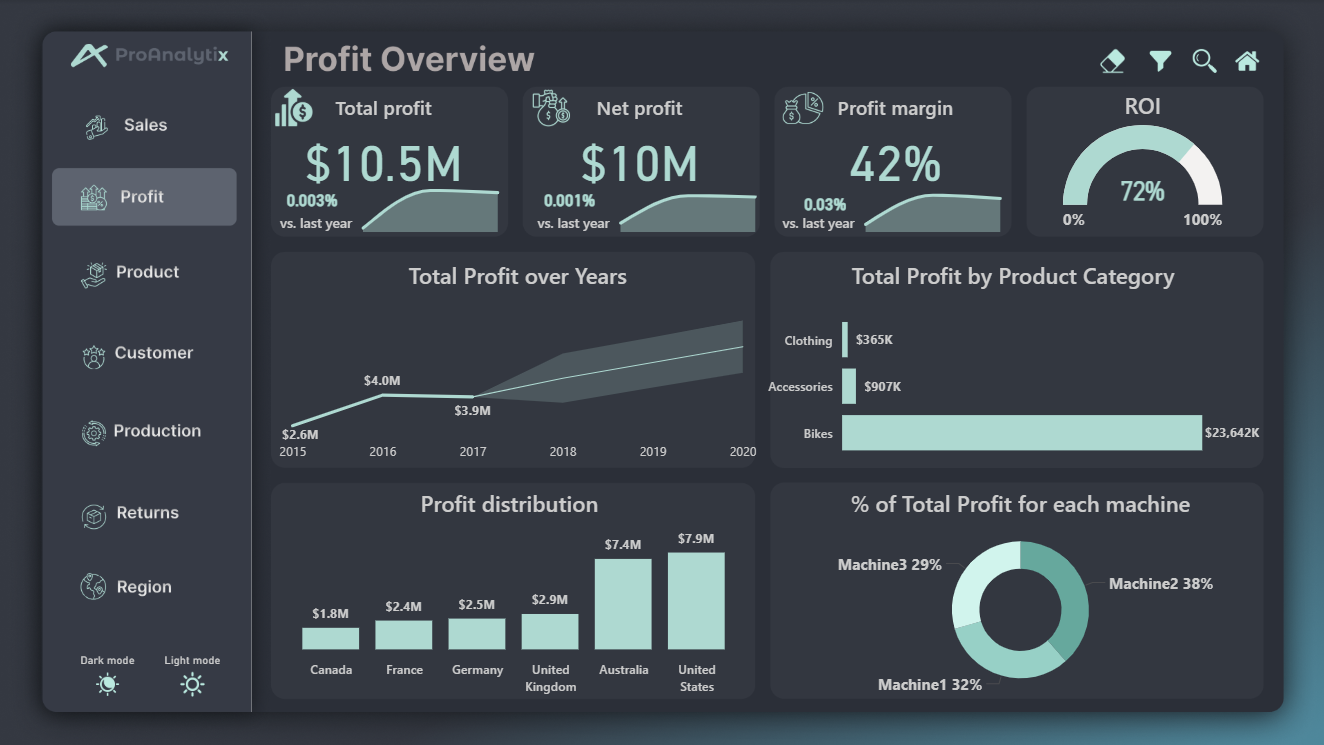 ProAnalytix
Sales
Profit
Product
Customer
Production
Returns
Region
Dark mode
Light mode
Profit Overview
Total profit
$10.5M
0.003%
vs. last year
Net profit
$10M
0.001%
vs. last year
Profit margin
42%
0.03%
vs. last year
ROI
72%
0%
100%
Total Profit over Years
$2.6M
$4.0M
$3.9M
2015
2016
2017
2018
2019
2020
Total Profit by Product Category
Clothing
$365K
Accessories
$907K
Bikes
$23,642K
Profit distribution
$1.8M
$2.4M
$2.5M
$2.9M
$7.4M
$7.9M
Canada
France
Germany
United
Kingdom
Australia
United
States
% of Total Profit for each machine
Machine3 29%
Machine2 38%
Machine1 32%